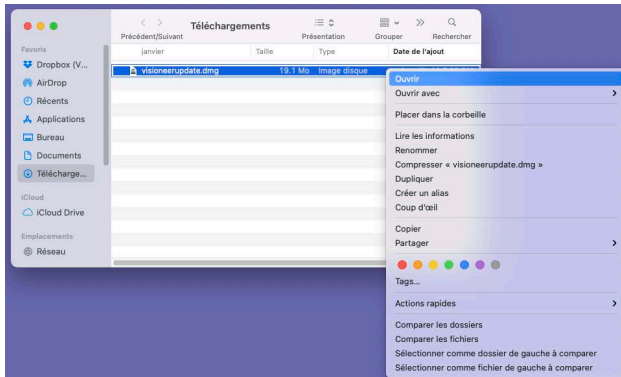 Téléchargements
Précédent/Suivant Présentation Grouper Rechercher
Favoris
Dropbox (V...
AirDrop
Récents
Applications
Bureau
Documents
Télécharge...
iCloud
iCloud Drive
Emplacements
Réseau
janvier Taille Type Date de l'ajout
visioneerupdate.dmg 19.1 Mo Image disque
Ouvrir
Ouvrir avec
Placer dans la corbeille
Lire les informations
Renommer
Compresser « visioneerupdate.dmg »
Dupliquer
Créer un alias
Coup d'œil
Copier
Partager
Tags...
Actions rapides
Comparer les dossiers
Comparer les fichiers
Sélectionner comme dossier de gauche à comparer
Sélectionner comme fichier de gauche à comparer